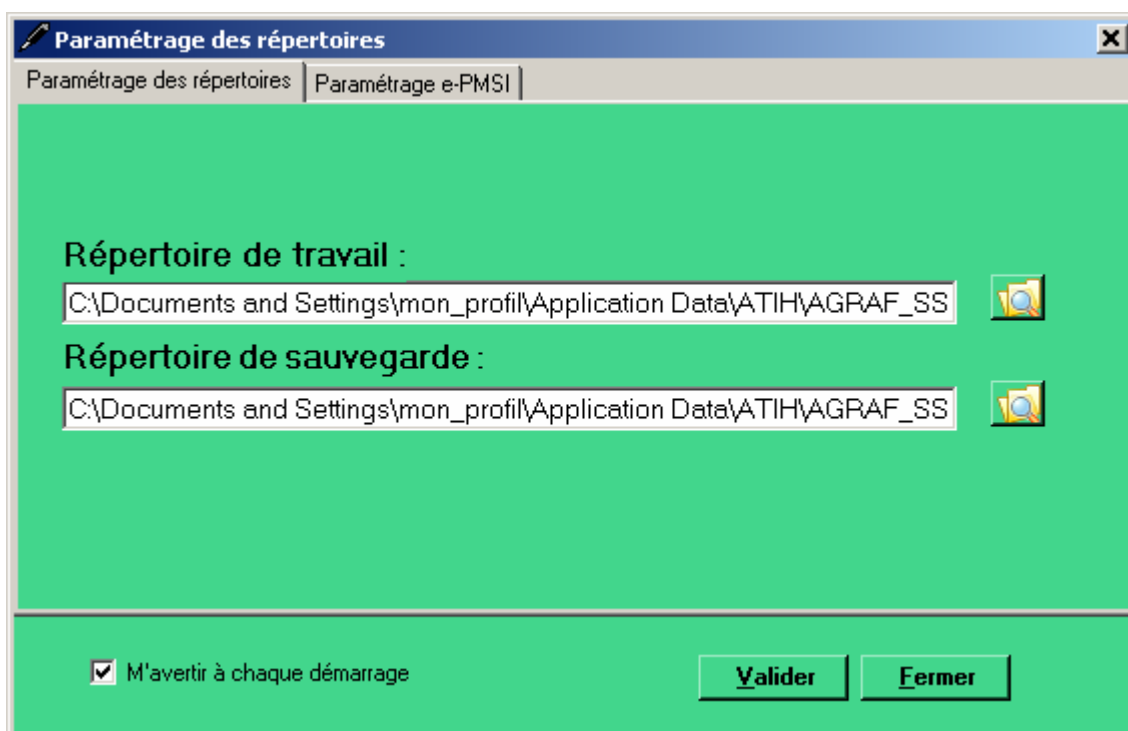 Paramétrage des répertoires
Paramétrage des répertoires
Paramétrage e-PMSI
Répertoire de travail :
C:\Documents and Settings\mon_profil\Application Data\ATIH\AGRAF_SS
Répertoire de sauvegarde :
C:\Documents and Settings\mon_profil\Application Data\ATIH\AGRAF_SS
M'avertir à chaque démarrage
Valider
Fermer